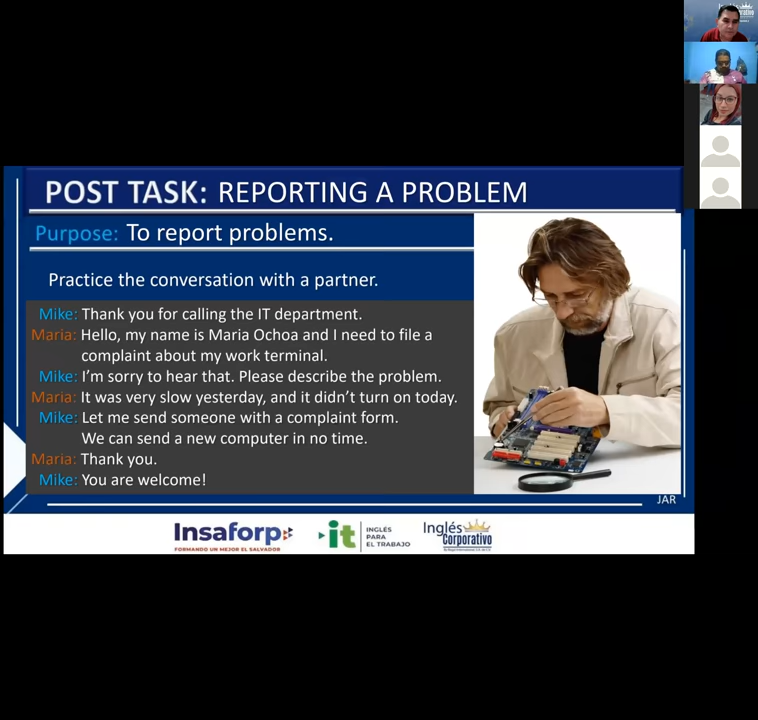 POST TASK: REPORTING A PROBLEM
Purpose: To report problems.
Practice the conversation with a partner.
Mike: Thank you for calling the IT department.
Maria: Hello, my name is Maria Ochoa and I need to file a
complaint about my work terminal.
Mike: I'm sorry to hear that. Please describe the problem.
Maria: It was very slow yesterday, and it didn't turn on today.
Mike: Let me send someone with a complaint form.
We can send a new computer in no time.
Maria: Thank you.
Mike: You are welcome!
JAR
Insaforp
FORMANDO UN MEJOR EL SALVADOR
it
INGLÉS
PARA
EL TRABAJO
Inglés
Corporativo